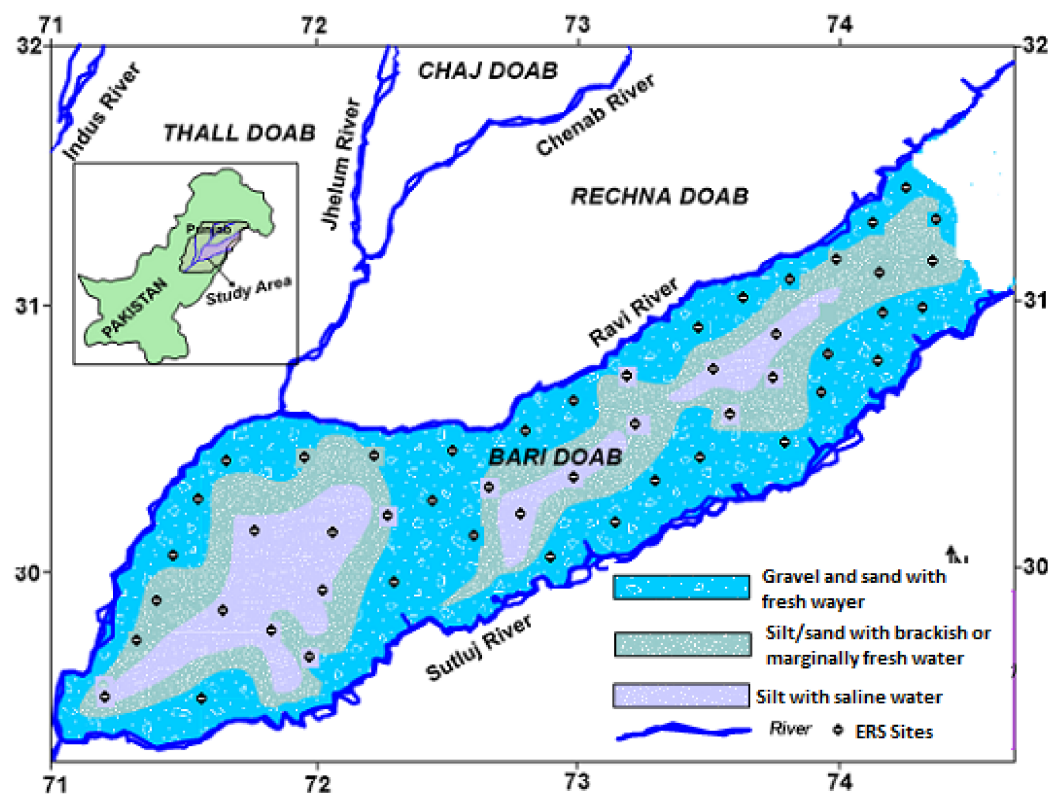 71 72 73 74
32 32
CHAJ DOAB
Indus River
THALL DOAB
Jhelum River
Chenab River
RECHNA DOAB
Punjab
Study Area
PAKISTAN
31 31
Ravi River
BARI DOAB
30 30
Sutluj River
Gravel and sand with
fresh wayer
Silt/sand with brackish or
marginally fresh water
Silt with saline water
River ERS Sites
71 72 73 74